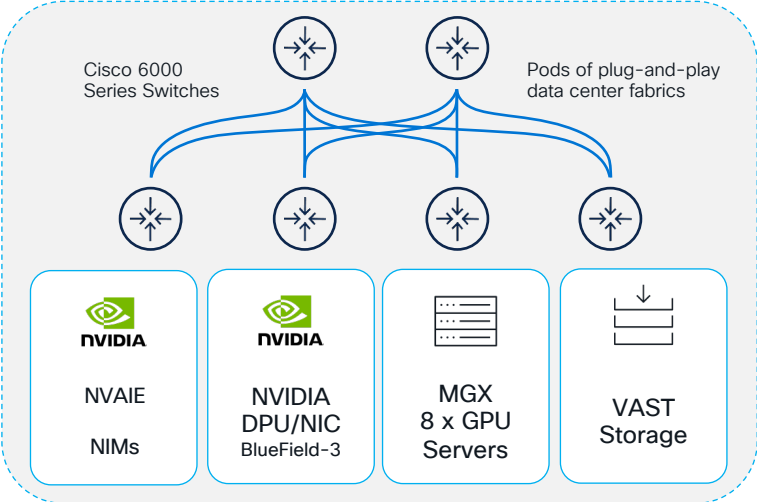 Cisco 6000
Series Switches
Pods of plug-and-play
data center fabrics
NVIDIA
NVAIE
NIMs
NVIDIA
NVIDIA
DPU/NIC
BlueField-3
MGX
8 x GPU
Servers
VAST
Storage